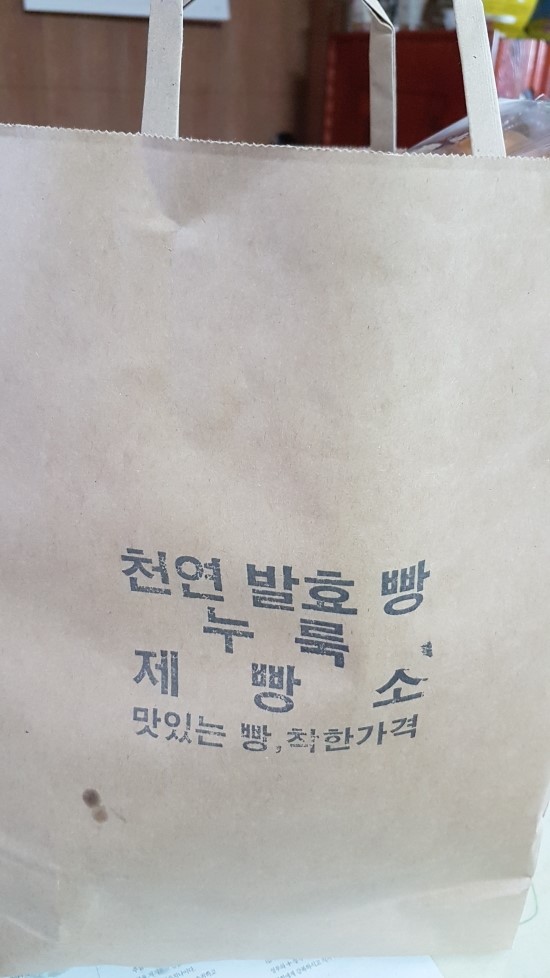 천연 발효 빵
누 룩
제 빵 소
맛있는 빵,착한가격